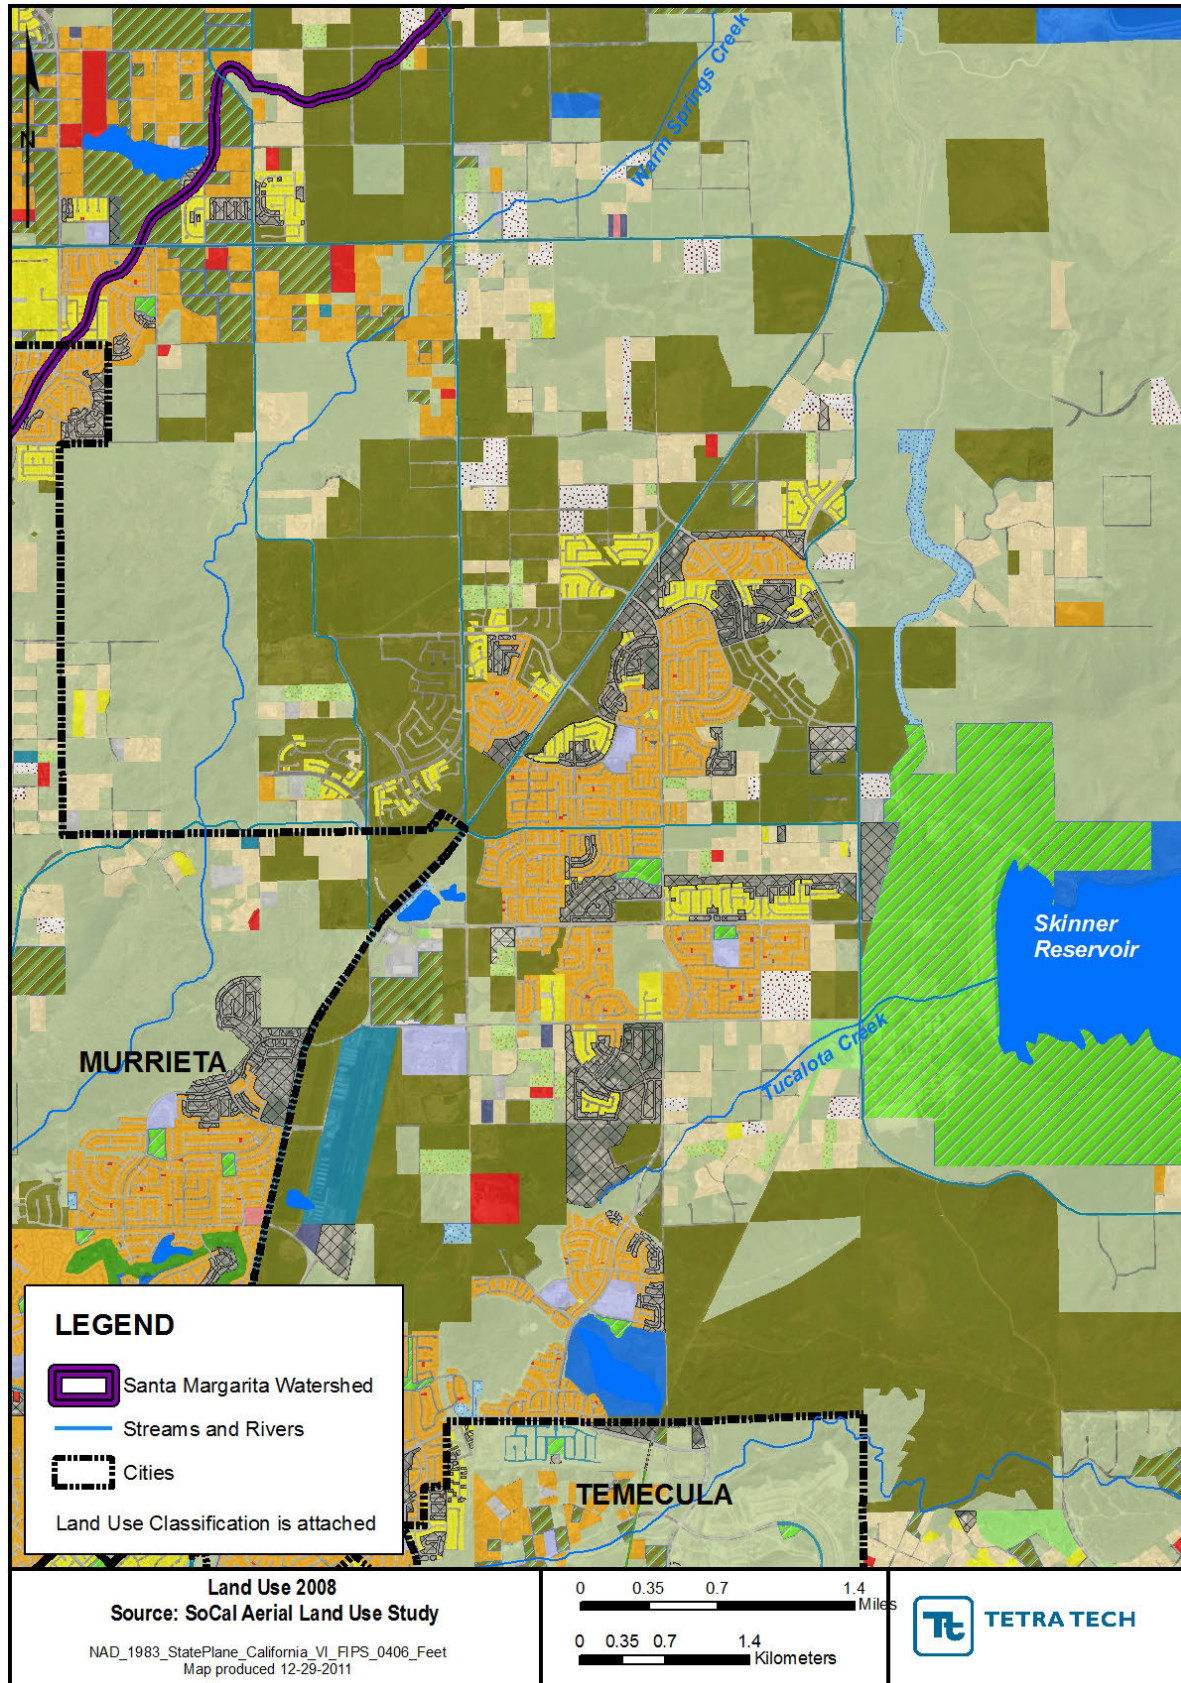 N
Warm Springs Creek
Skinner
Reservoir
MURRIETA
Tucalota Creek
TEMECULA
LEGEND
Santa Margarita Watershed
Streams and Rivers
Cities
Land Use Classification is attached
Land Use 2008
Source: SoCal Aerial Land Use Study
NAD_1983_StatePlane_California_VI_FIPS_0406_Feet
Map produced 12-29-2011
0 0.35 0.7 1.4
Miles
0 0.35 0.7 1.4
Kilometers
Tt TETRA TECH